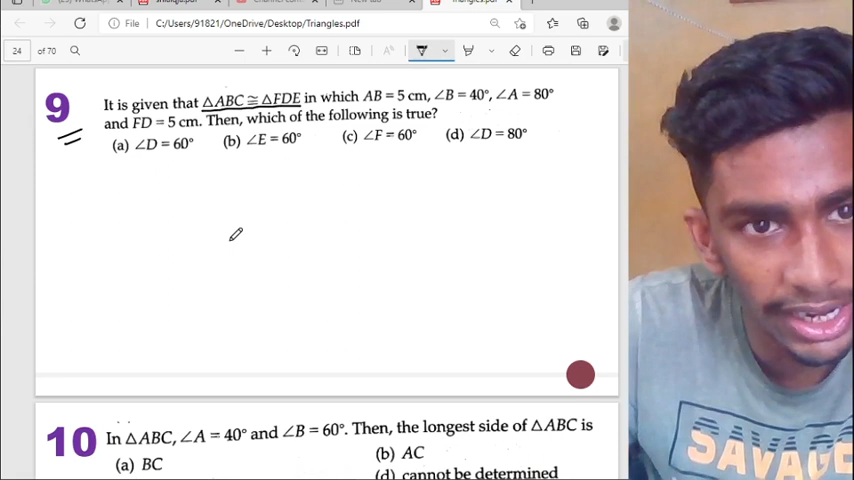 Triangles.pdf
File C:/Users/91821/OneDrive/Desktop/Triangles.pdf
24 of 70
9
It is given that △ABC ≅ △FDE in which AB = 5 cm, ∠B = 40°, ∠A = 80°
and FD = 5 cm. Then, which of the following is true?
(a) ∠D = 60° (b) ∠E = 60° (c) ∠F = 60° (d) ∠D = 80°
10
In △ABC, ∠A = 40° and ∠B = 60°. Then, the longest side of △ABC is
(a) BC (b) AC
(d) cannot be determined
SAVAGE